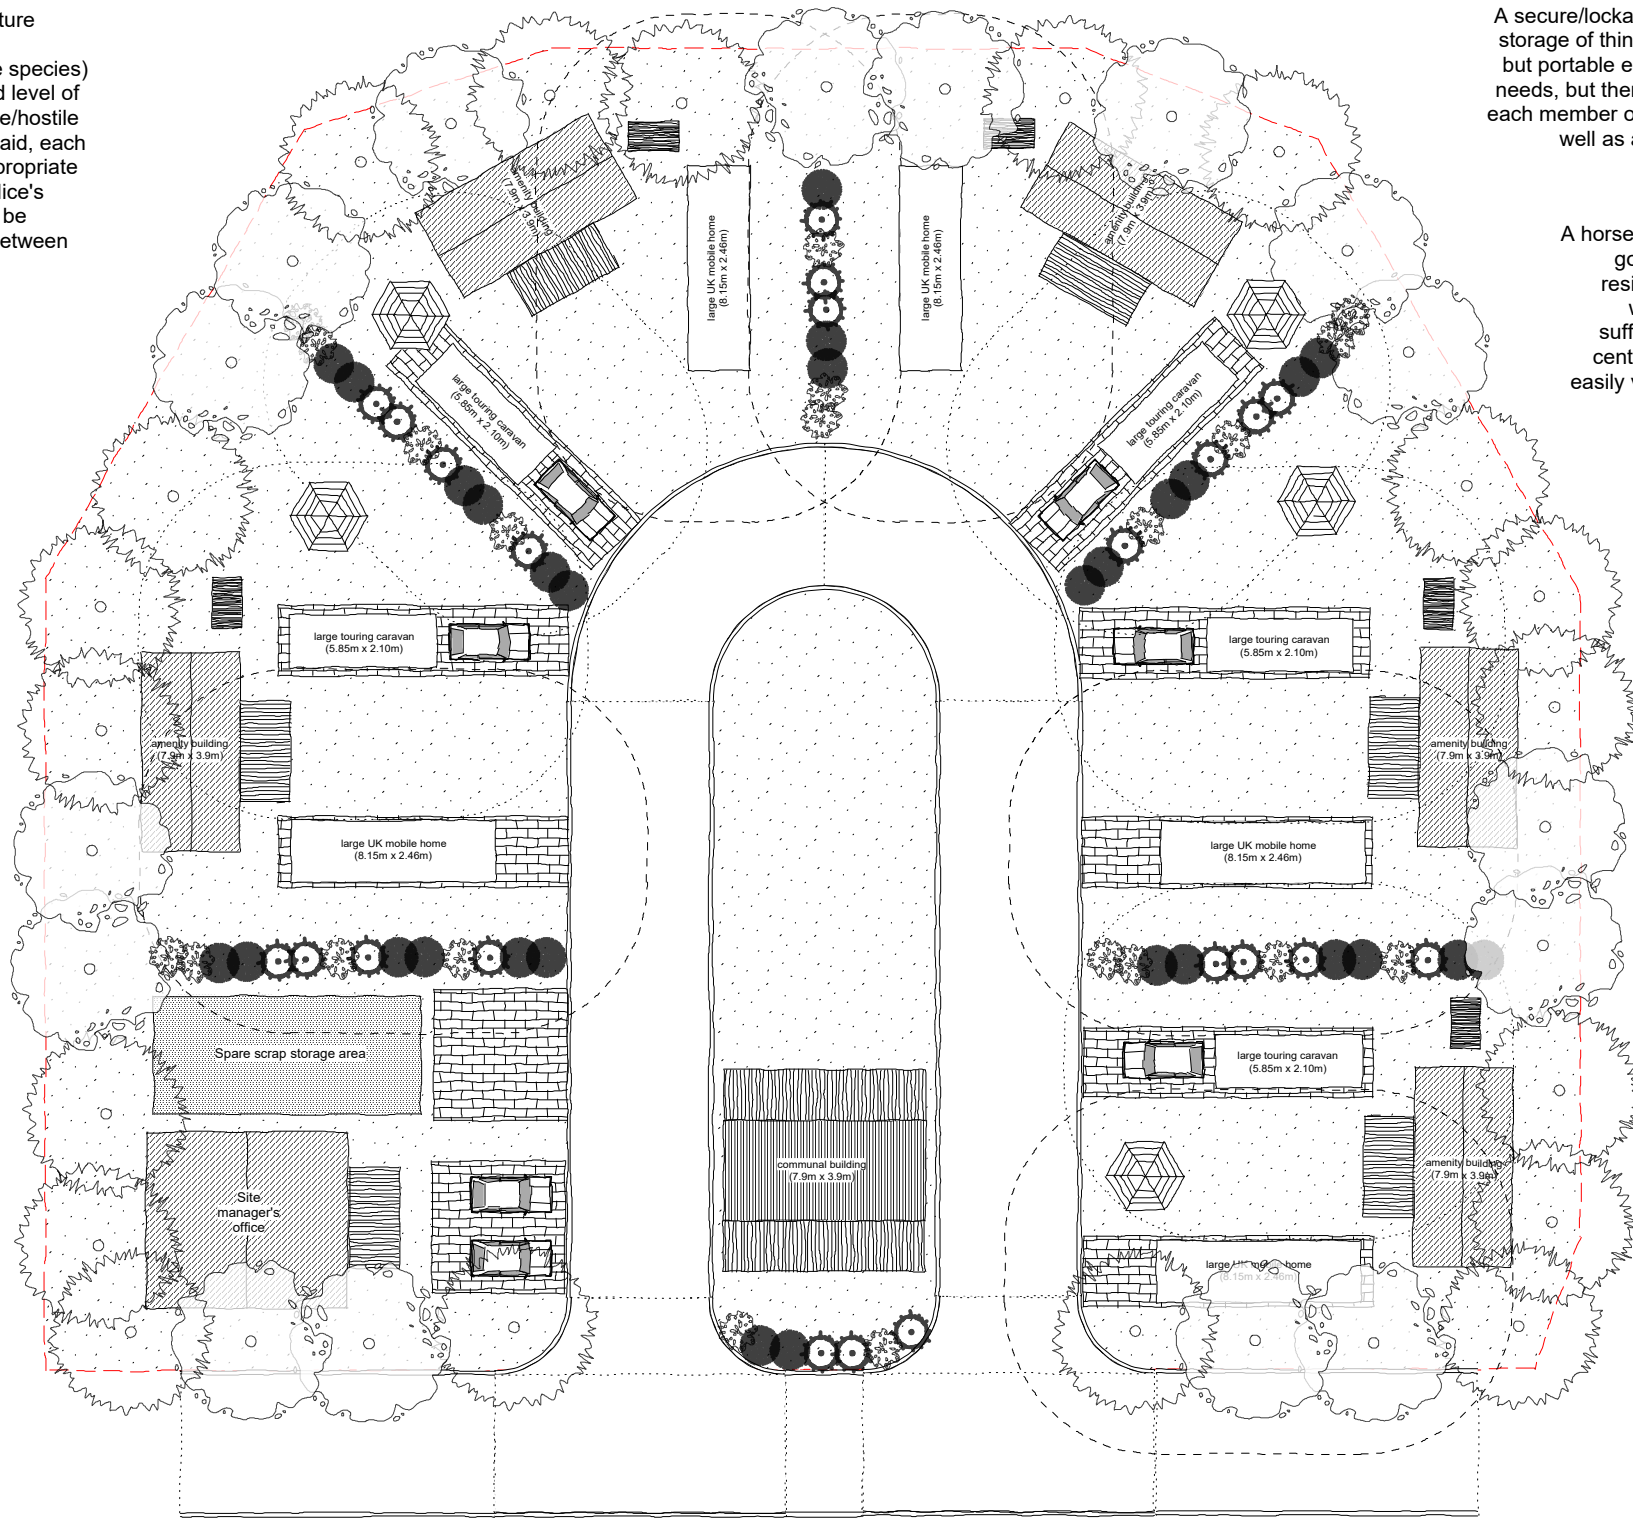 ture
e species)
d level of
e/hostile
aid, each
propriate
lice's
be
etween
A secure/locka
storage of thin
but portable e
needs, but ther
each member o
well as a
A horse
go
resi
w
suff
cent
easily v
amenity building
(7.9m x 3.9m)
large UK mobile home
(8.15m x 2.46m)
large UK mobile home
(8.15m x 2.46m)
amenity building
(7.9m x 3.9m)
large touring caravan
(5.85m x 2.10m)
large touring caravan
(5.85m x 2.10m)
large touring caravan
(5.85m x 2.10m)
large touring caravan
(5.85m x 2.10m)
amenity building
(7.9m x 3.9m)
amenity building
(7.9m x 3.9m)
large UK mobile home
(8.15m x 2.46m)
large UK mobile home
(8.15m x 2.46m)
Spare scrap storage area
large touring caravan
(5.85m x 2.10m)
communal building
(7.9m x 3.9m)
amenity building
(7.9m x 3.9m)
Site
manager's
office
large UK mobile home
(8.15m x 2.46m)